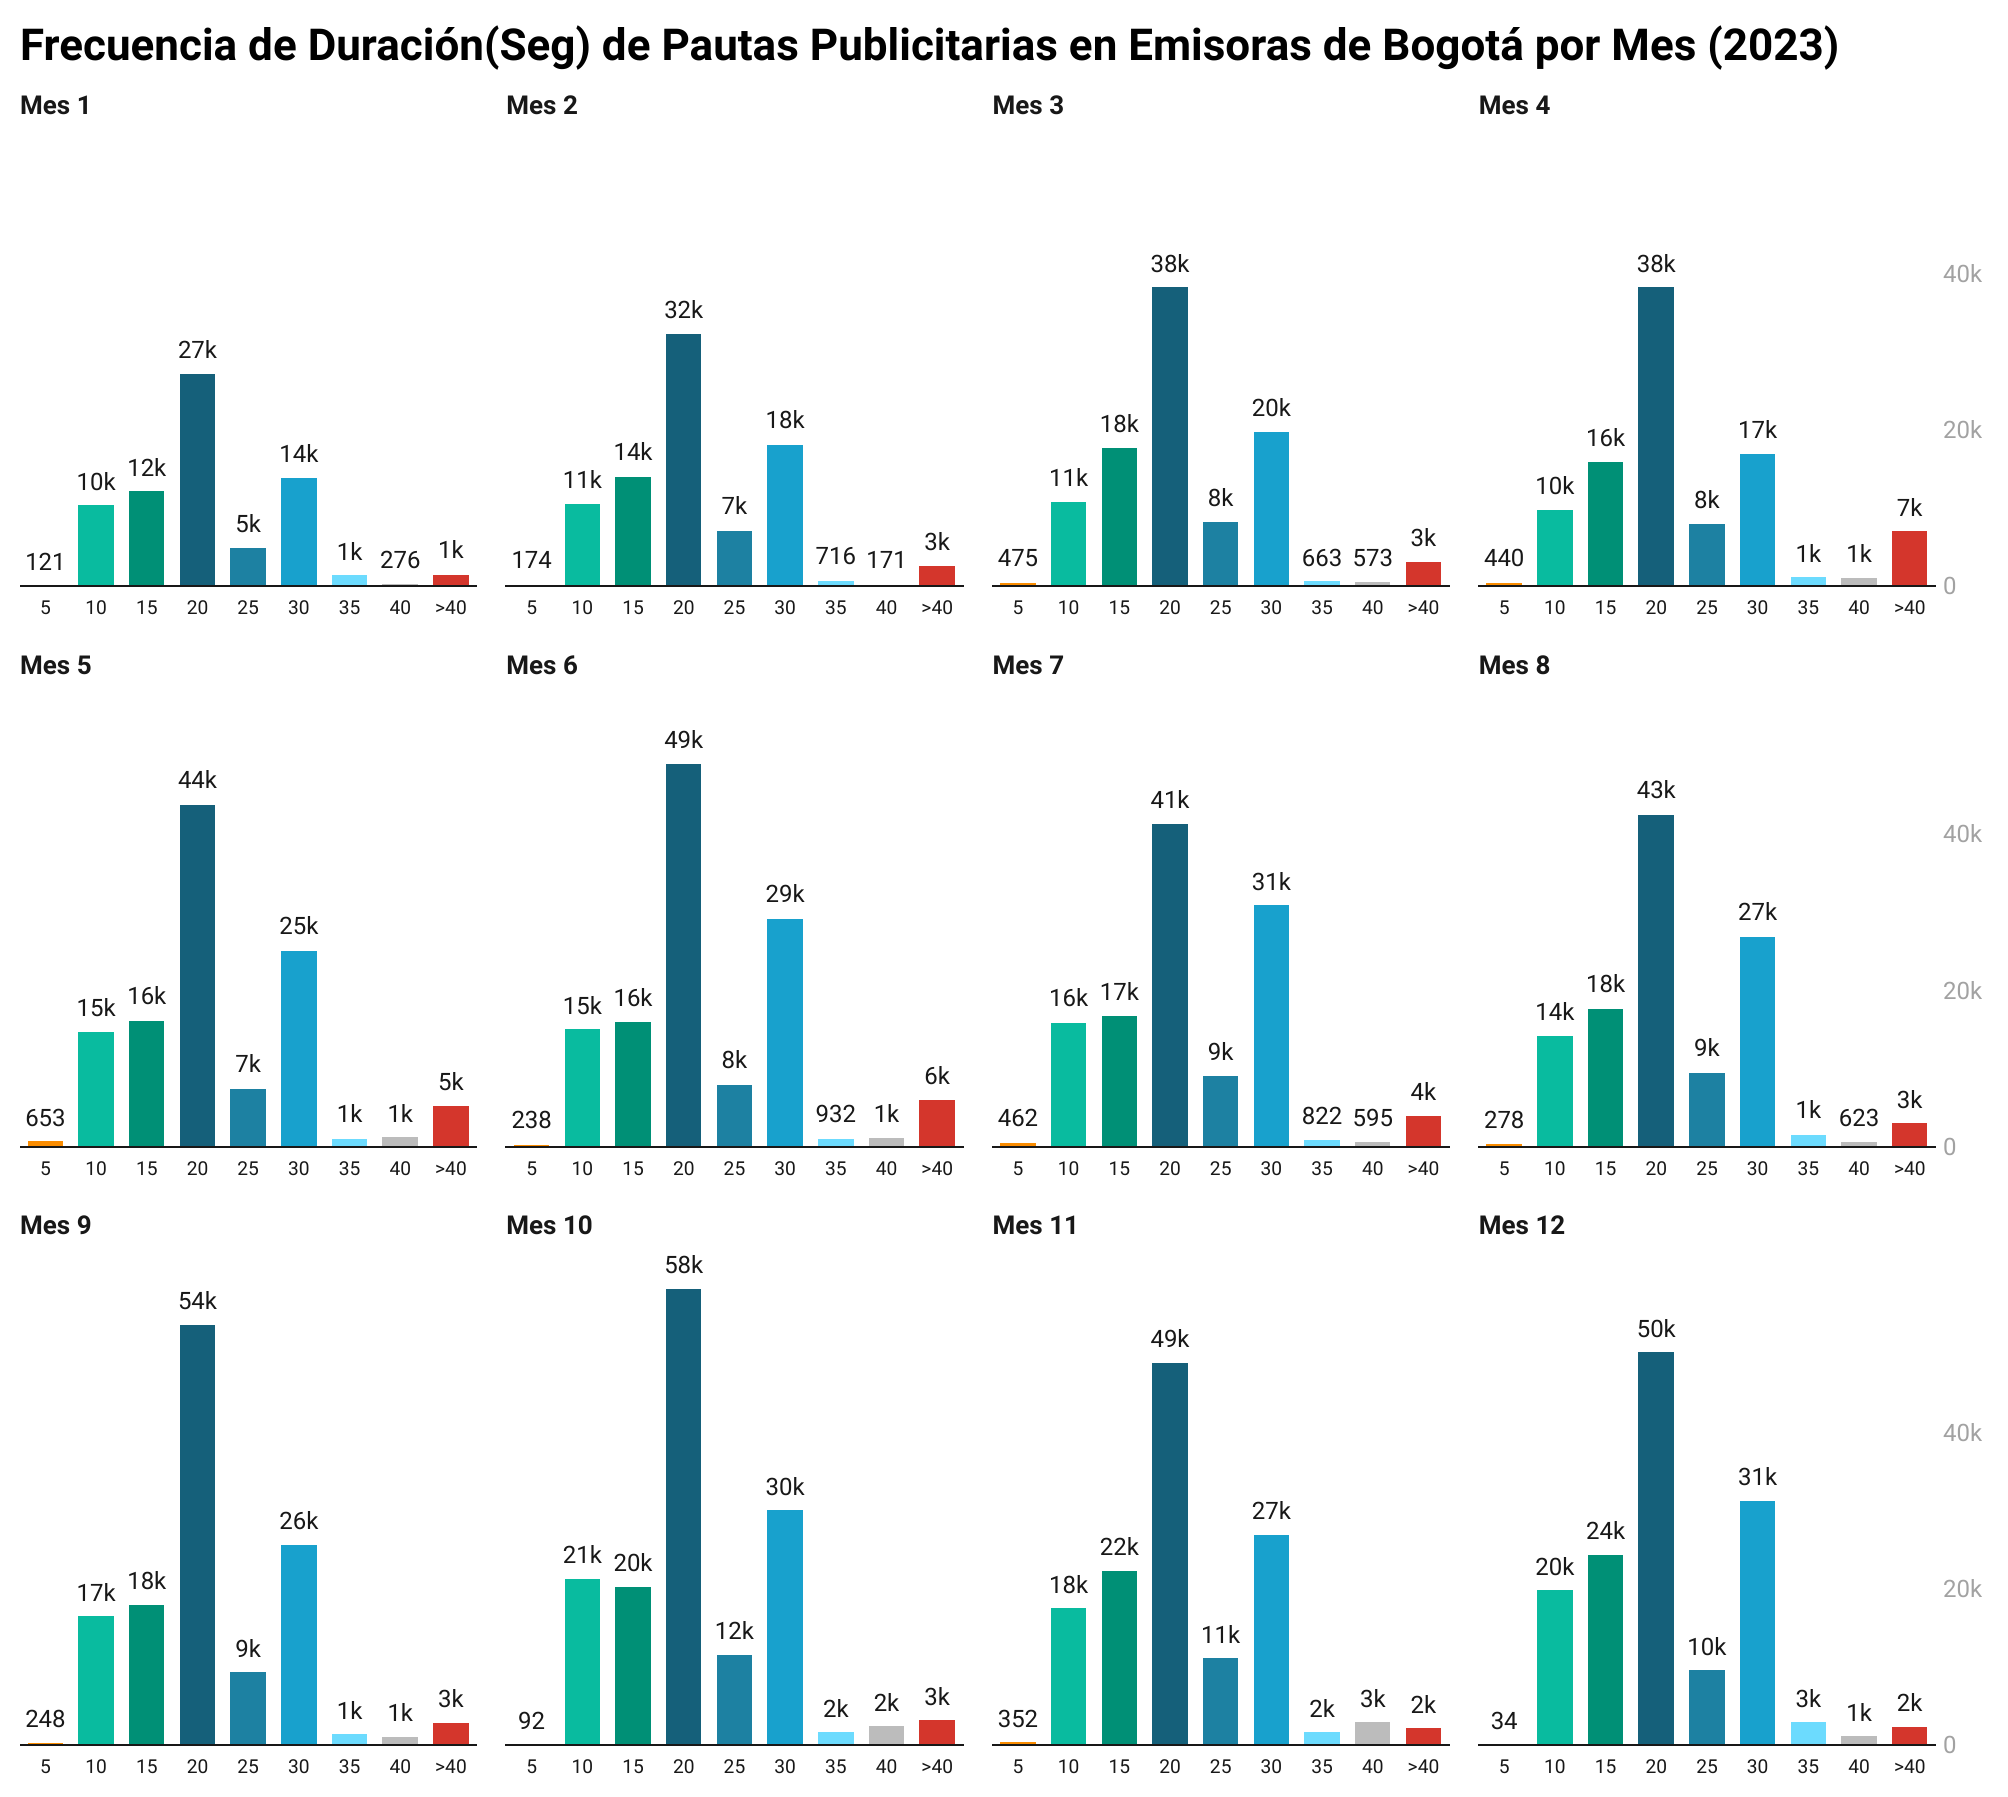 Frecuencia de Duración(Seg) de Pautas Publicitarias en Emisoras de Bogotá por Mes (2023)
Mes 1
121 10k 12k 27k 5k 14k 1k 276 1k
5 10 15 20 25 30 35 40 >40
Mes 2
174 11k 14k 32k 7k 18k 716 171 3k
5 10 15 20 25 30 35 40 >40
Mes 3
475 11k 18k 38k 8k 20k 663 573 3k
5 10 15 20 25 30 35 40 >40
Mes 4
440 10k 16k 38k 8k 17k 1k 1k 7k
5 10 15 20 25 30 35 40 >40
40k
20k
0
Mes 5
653 15k 16k 44k 7k 25k 1k 1k 5k
5 10 15 20 25 30 35 40 >40
Mes 6
238 15k 16k 49k 8k 29k 932 1k 6k
5 10 15 20 25 30 35 40 >40
Mes 7
462 16k 17k 41k 9k 31k 822 595 4k
5 10 15 20 25 30 35 40 >40
Mes 8
278 14k 18k 43k 9k 27k 1k 623 3k
5 10 15 20 25 30 35 40 >40
40k
20k
0
Mes 9
248 17k 18k 54k 9k 26k 1k 1k 3k
5 10 15 20 25 30 35 40 >40
Mes 10
92 21k 20k 58k 12k 30k 2k 2k 3k
5 10 15 20 25 30 35 40 >40
Mes 11
352 18k 22k 49k 11k 27k 2k 3k 2k
5 10 15 20 25 30 35 40 >40
Mes 12
34 20k 24k 50k 10k 31k 3k 1k 2k
5 10 15 20 25 30 35 40 >40
40k
20k
0